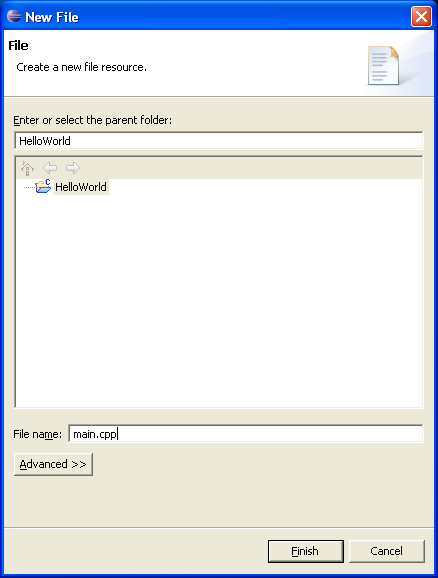 New File
File
Create a new file resource.
Enter or select the parent folder:
HelloWorld
C
HelloWorld
File name: main.cpp
Advanced >>
Finish Cancel